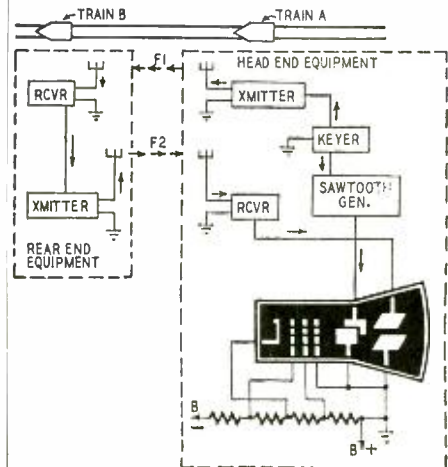 TRAIN B
TRAIN A
RCVR
XMITTER
REAR END
EQUIPMENT
F1
F2
HEAD END EQUIPMENT
XMITTER
KEYER
SAWTOOTH
GEN.
RCVR
B
-
B +